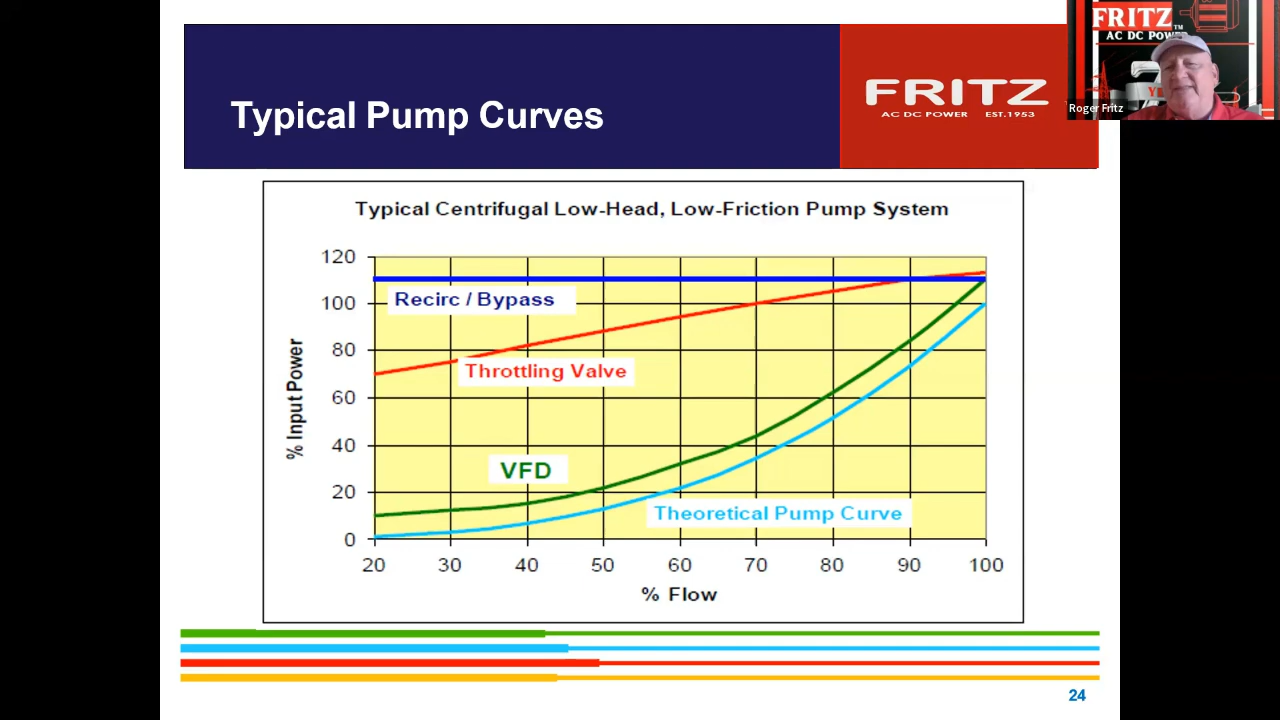 Typical Pump Curves
FRITZ
AC DC POWER EST.1953
FRITZ™
AC DC POWER
Roger Fritz
Typical Centrifugal Low-Head, Low-Friction Pump System
% Input Power
120
100
80
60
40
20
0
Recirc / Bypass
Throttling Valve
VFD
Theoretical Pump Curve
20 30 40 50 60 70 80 90 100
% Flow
24